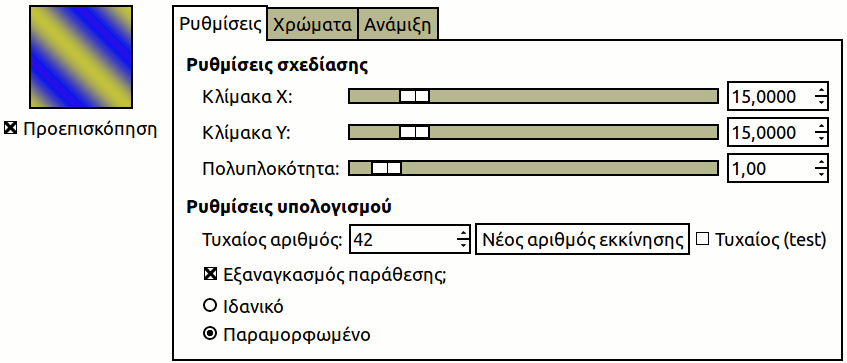 Ρυθμίσεις Χρώματα Ανάμιξη
Προεπισκόπηση
Ρυθμίσεις σχεδίασης
Κλίμακα X: 15,0000
Κλίμακα Y: 15,0000
Πολυπλοκότητα: 1,00
Ρυθμίσεις υπολογισμού
Τυχαίος αριθμός: 42 Νέος αριθμός εκκίνησης Τυχαίος (test)
Εξαναγκασμός παράθεσης;
Ιδανικό
Παραμορφωμένο